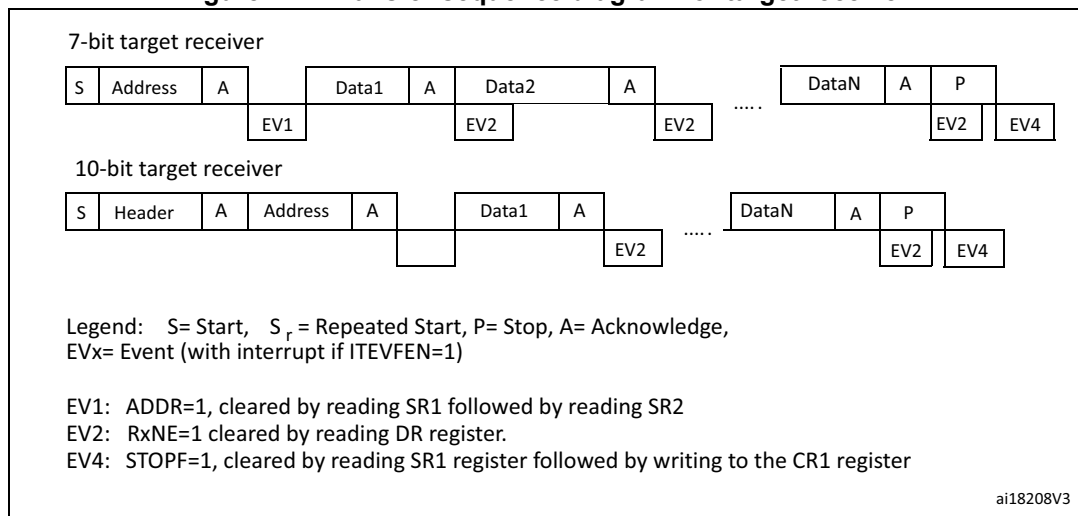 7-bit target receiver
S Address A Data1 A Data2 A ..... DataN A P
EV1 EV2 EV2 EV2 EV4
10-bit target receiver
S Header A Address A Data1 A ..... DataN A P
EV2 EV2 EV4
Legend: S= Start, S r = Repeated Start, P= Stop, A= Acknowledge,
EVx= Event (with interrupt if ITEVFEN=1)
EV1: ADDR=1, cleared by reading SR1 followed by reading SR2
EV2: RxNE=1 cleared by reading DR register.
EV4: STOPF=1, cleared by reading SR1 register followed by writing to the CR1 register
ai18208V3